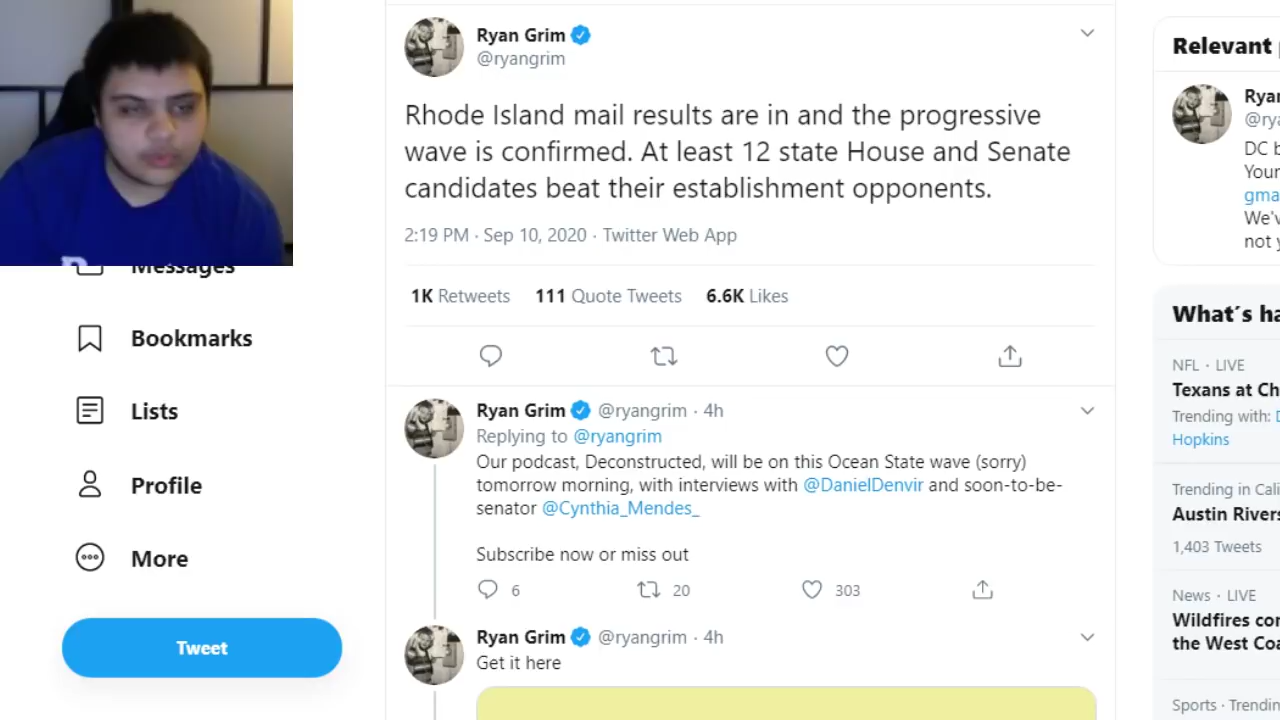 Ryan Grim
@ryangrim
Rhode Island mail results are in and the progressive
wave is confirmed. At least 12 state House and Senate
candidates beat their establishment opponents.
2:19 PM · Sep 10, 2020 · Twitter Web App
1K Retweets 111 Quote Tweets 6.6K Likes
Ryan Grim @ryangrim · 4h
Replying to @ryangrim
Our podcast, Deconstructed, will be on this Ocean State wave (sorry)
tomorrow morning, with interviews with @DanielDenvir and soon-to-be-
senator @Cynthia_Mendes_
Subscribe now or miss out
6 20 303
Ryan Grim @ryangrim · 4h
Get it here
Messages
Bookmarks
Lists
Profile
More
Tweet
Relevant
DC
Your
We'v
not y
What's ha
NFL · LIVE
Texans at Ch
Trending with:
Hopkins
Trending in Cali
Austin Rivers
1,403 Tweets
News · LIVE
Wildfires con
the West Coa
Sports · Trendin